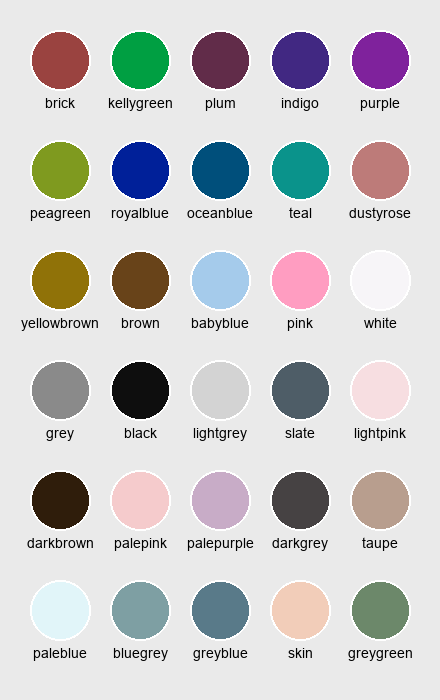 brick kellygreen plum indigo purple
peagreen royalblue oceanblue teal dustyrose
yellowbrown brown babyblue pink white
grey black lightgrey slate lightpink
darkbrown palepink palepurple darkgrey taupe
paleblue bluegrey greyblue skin greygreen